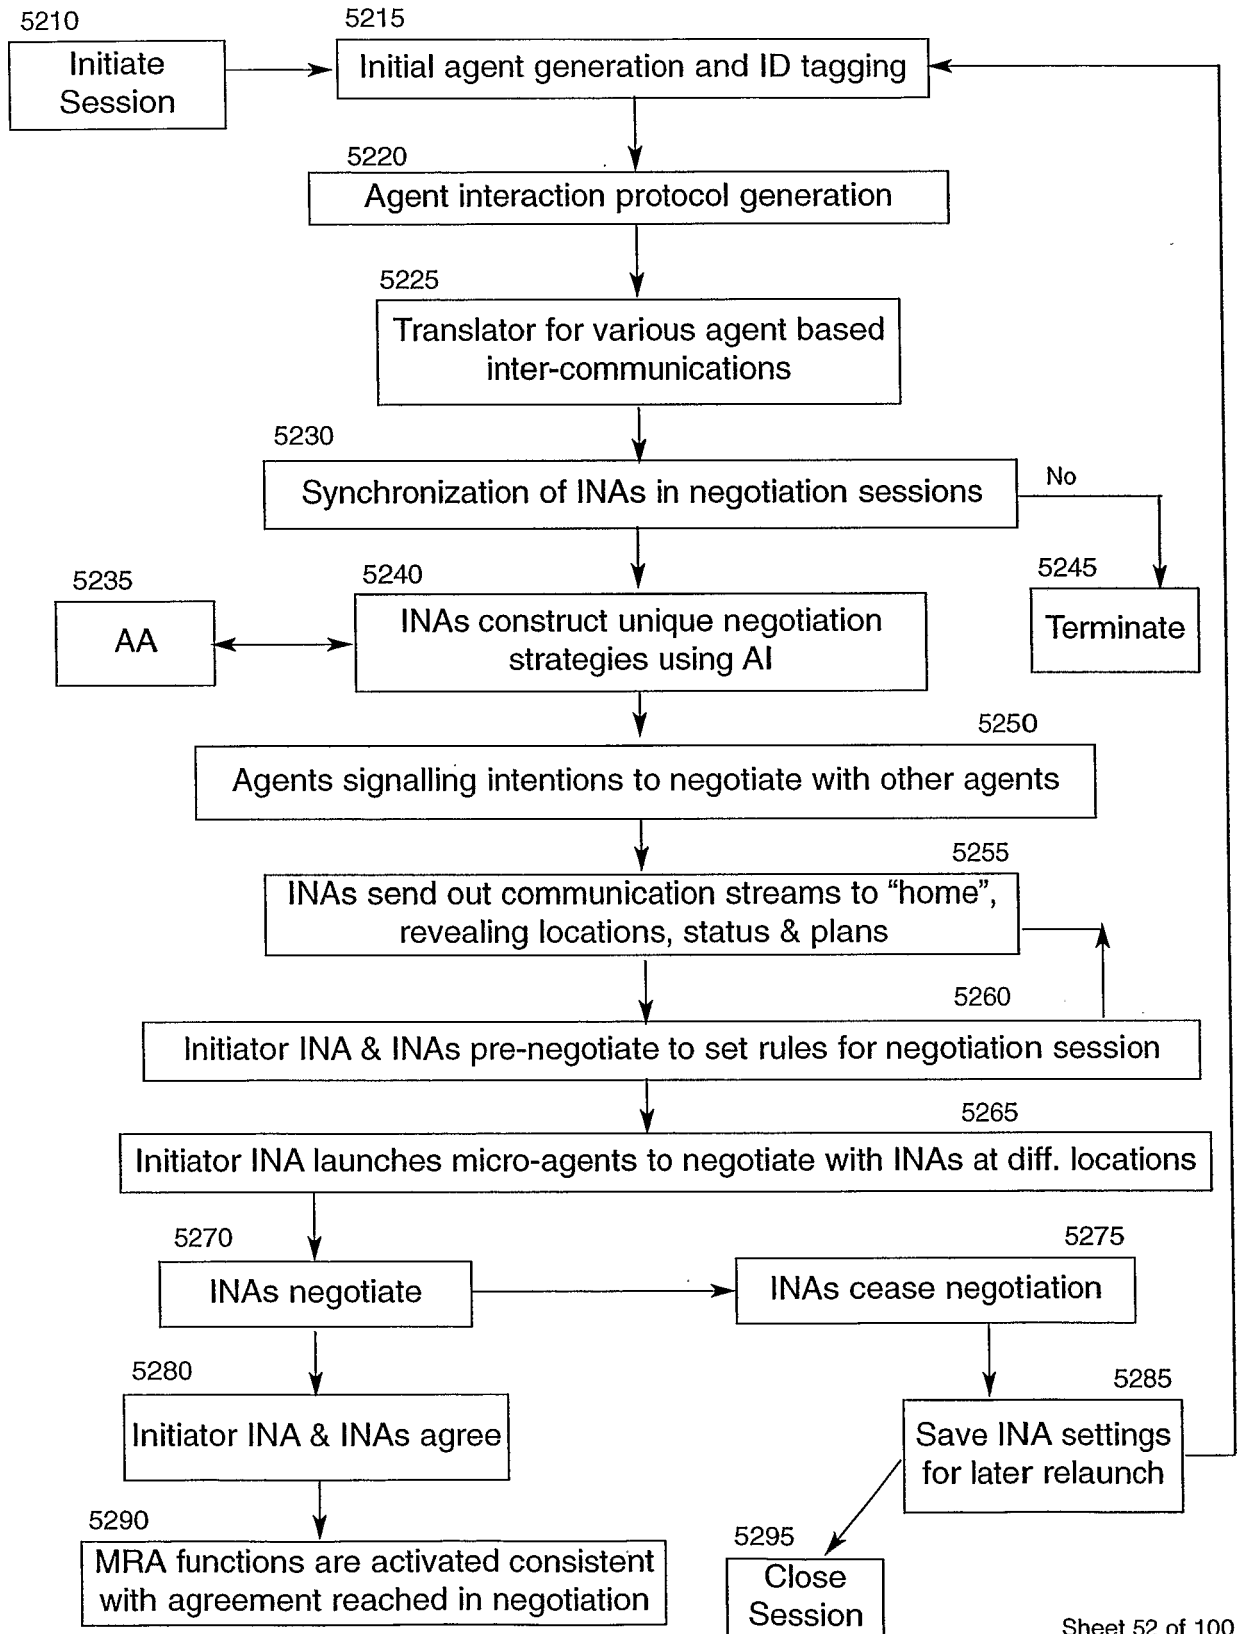 5210
Initiate
Session
5215
Initial agent generation and ID tagging
5220
Agent interaction protocol generation
5225
Translator for various agent based
inter-communications
5230
Synchronization of INAs in negotiation sessions
No
5235
AA
5240
INAs construct unique negotiation
strategies using AI
5245
Terminate
5250
Agents signalling intentions to negotiate with other agents
5255
INAs send out communication streams to “home”,
revealing locations, status & plans
5260
Initiator INA & INAs pre-negotiate to set rules for negotiation session
5265
Initiator INA launches micro-agents to negotiate with INAs at diff. locations
5270
INAs negotiate
5275
INAs cease negotiation
5280
Initiator INA & INAs agree
5285
Save INA settings
for later relaunch
5290
MRA functions are activated consistent
with agreement reached in negotiation
5295
Close
Session
Sheet 52 of 100